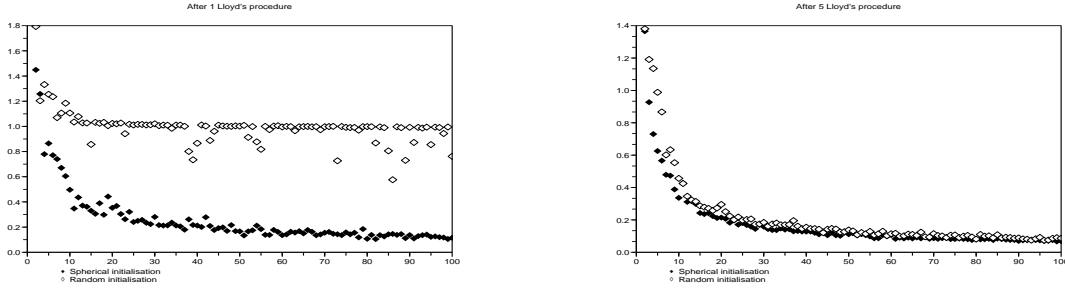 After 1 Lloyd's procedure
1.8
1.6
1.4
1.2
1.0
0.8
0.6
0.4
0.2
0.0
0 10 20 30 40 50 60 70 80 90 100
Spherical initialisation
Random initialisation
After 5 Lloyd's procedure
1.4
1.2
1.0
0.8
0.6
0.4
0.2
0.0
0 10 20 30 40 50 60 70 80 90 100
Spherical initialisation
Random initialisation